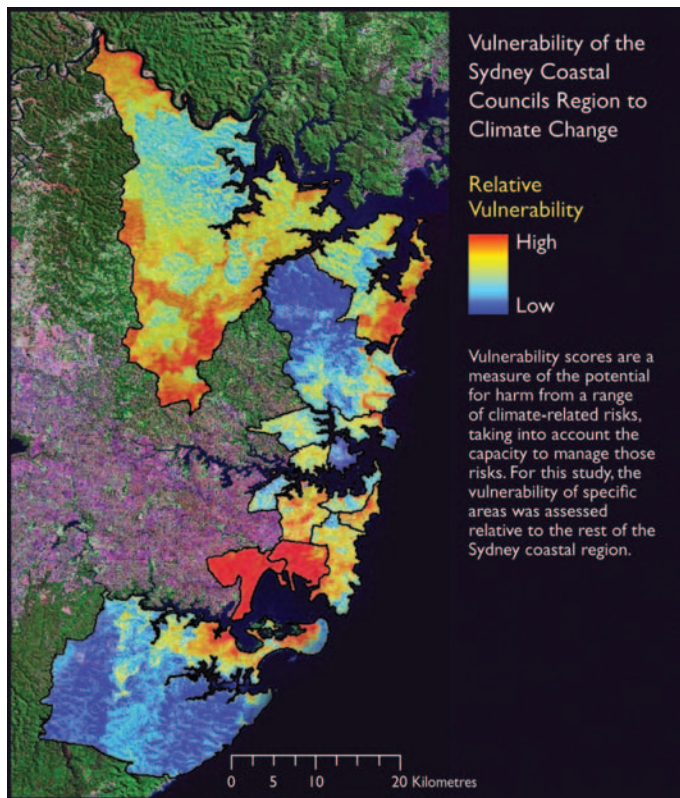 Vulnerability of the
Sydney Coastal
Councils Region to
Climate Change
Relative
Vulnerability
High
Low
Vulnerability scores are a
measure of the potential
for harm from a range
of climate-related risks,
taking into account the
capacity to manage those
risks. For this study, the
vulnerability of specific
areas was assessed
relative to the rest of the
Sydney coastal region.
0 5 10 20 Kilometres